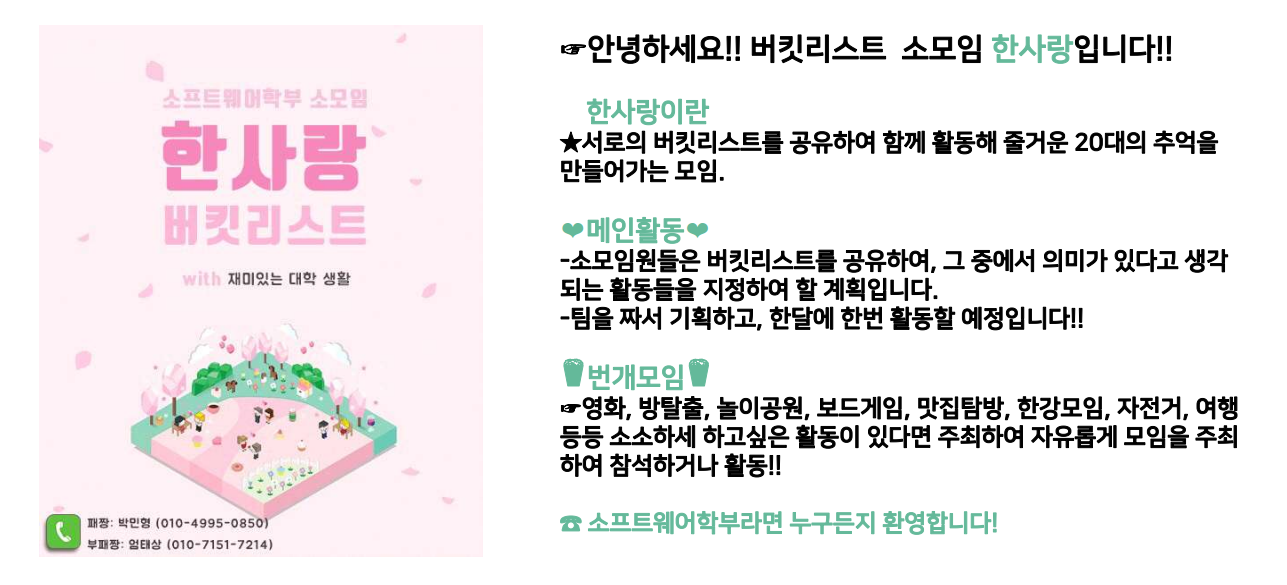 소프트웨어학부 소모임
한사랑
버킷리스트
with 재미있는 대학 생활
패짱: 박민형 (010-4995-0850)
부패짱: 엄태상 (010-7151-7214)
☞안녕하세요!! 버킷리스트 소모임 한사랑입니다!!
한사랑이란
★서로의 버킷리스트를 공유하여 함께 활동해 줄거운 20대의 추억을
만들어가는 모임.
❤메인활동❤
-소모임원들은 버킷리스트를 공유하여, 그 중에서 의미가 있다고 생각
되는 활동들을 지정하여 할 계획입니다.
-팀을 짜서 기획하고, 한달에 한번 활동할 예정입니다!!
번개모임
☞영화, 방탈출, 놀이공원, 보드게임, 맛집탐방, 한강모임, 자전거, 여행
등등 소소하세 하고싶은 활동이 있다면 주최하여 자유롭게 모임을 주최
하여 참석하거나 활동!!
☎ 소프트웨어학부라면 누구든지 환영합니다!